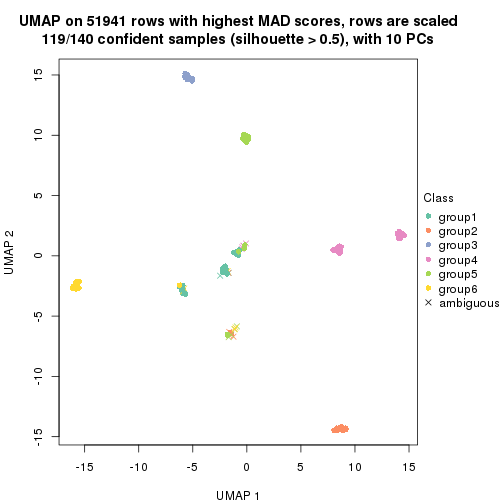 UMAP on 51941 rows with highest MAD scores, rows are scaled
119/140 confident samples (silhouette > 0.5), with 10 PCs
15
10
5
0
-5
-10
-15
UMAP 2
-15
-10
-5
0
5
10
15
UMAP 1
Class
group1
group2
group3
group4
group5
group6
ambiguous